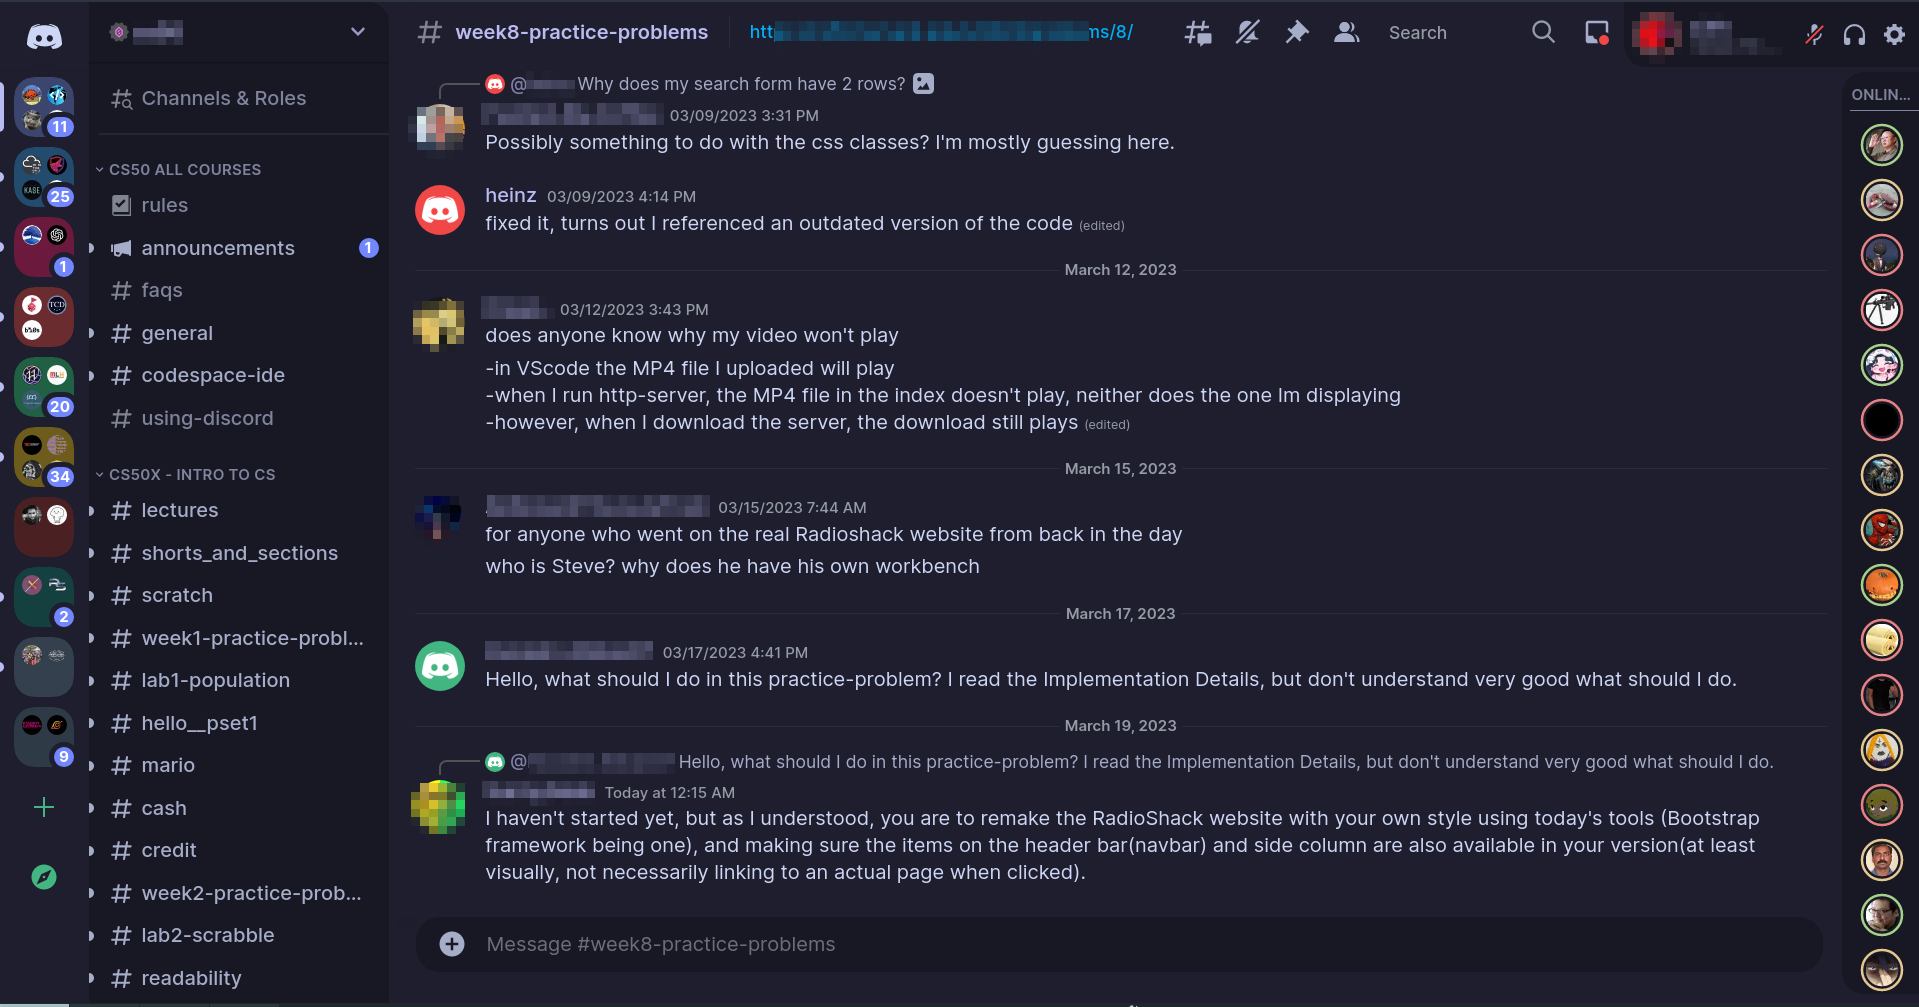 week8-practice-problems
htt
ms/8/
Search
11
25
KASE
1
TCD
20
34
2
9
Channels & Roles
CS50 ALL COURSES
rules
announcements
1
faqs
general
codespace-ide
using-discord
CS50X - INTRO TO CS
lectures
shorts_and_sections
scratch
week1-practice-probl...
lab1-population
hello__pset1
mario
cash
credit
week2-practice-prob...
lab2-scrabble
readability
@ Why does my search form have 2 rows?
03/09/2023 3:31 PM
Possibly something to do with the css classes? I'm mostly guessing here.
heinz 03/09/2023 4:14 PM
fixed it, turns out I referenced an outdated version of the code (edited)
March 12, 2023
03/12/2023 3:43 PM
does anyone know why my video won't play
-in VScode the MP4 file I uploaded will play
-when I run http-server, the MP4 file in the index doesn't play, neither does the one Im displaying
-however, when I download the server, the download still plays (edited)
March 15, 2023
03/15/2023 7:44 AM
for anyone who went on the real Radioshack website from back in the day
who is Steve? why does he have his own workbench
March 17, 2023
03/17/2023 4:41 PM
Hello, what should I do in this practice-problem? I read the Implementation Details, but don't understand very good what should I do.
March 19, 2023
@ Hello, what should I do in this practice-problem? I read the Implementation Details, but don't understand very good what should I do.
Today at 12:15 AM
I haven't started yet, but as I understood, you are to remake the RadioShack website with your own style using today's tools (Bootstrap
framework being one), and making sure the items on the header bar(navbar) and side column are also available in your version(at least
visually, not necessarily linking to an actual page when clicked).
Message #week8-practice-problems
ONLIN...